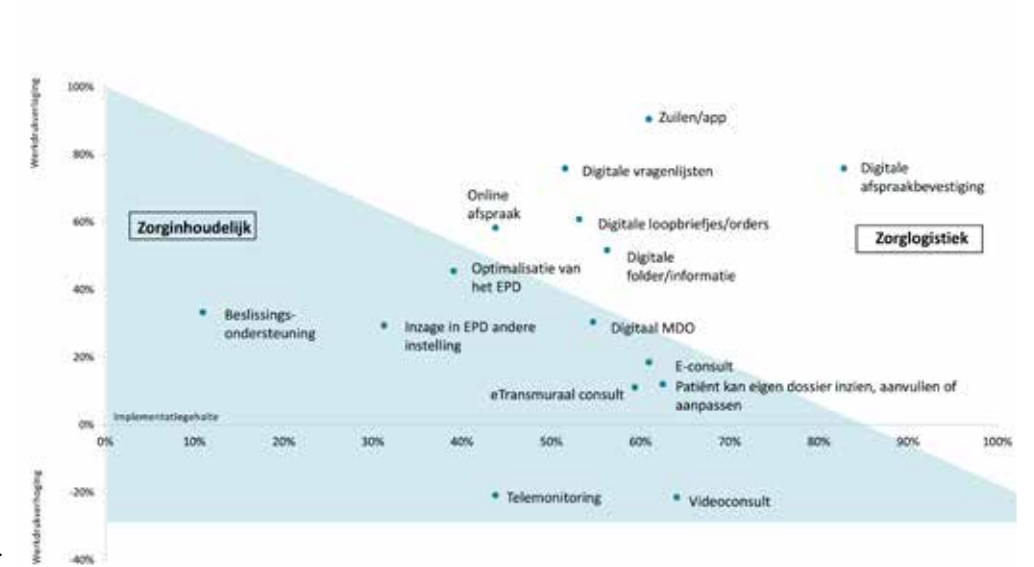 Werkdrukverlaging
100%
80%
60%
40%
20%
0%
-20%
-40%
Zuilen/app
Digitale vragenlijsten
Digitale
afspraakbevestiging
Online
afspraak
Digitale loopbriefjes/orders
Zorginhoudelijk
Zorglogistiek
Digitale
folder/informatie
Optimalisatie van
het EPD
Beslissings-
ondersteuning
Inzage in EPD andere
instelling
Digitaal MDO
E-consult
eTransmuraal consult
Patiënt kan eigen dossier inzien, aanvullen of
aanpassen
Implementatiegehalte
0% 10% 20% 30% 40% 50% 60% 70% 80% 90% 100%
Telemonitoring
Videoconsult
Werkdrukverhoging